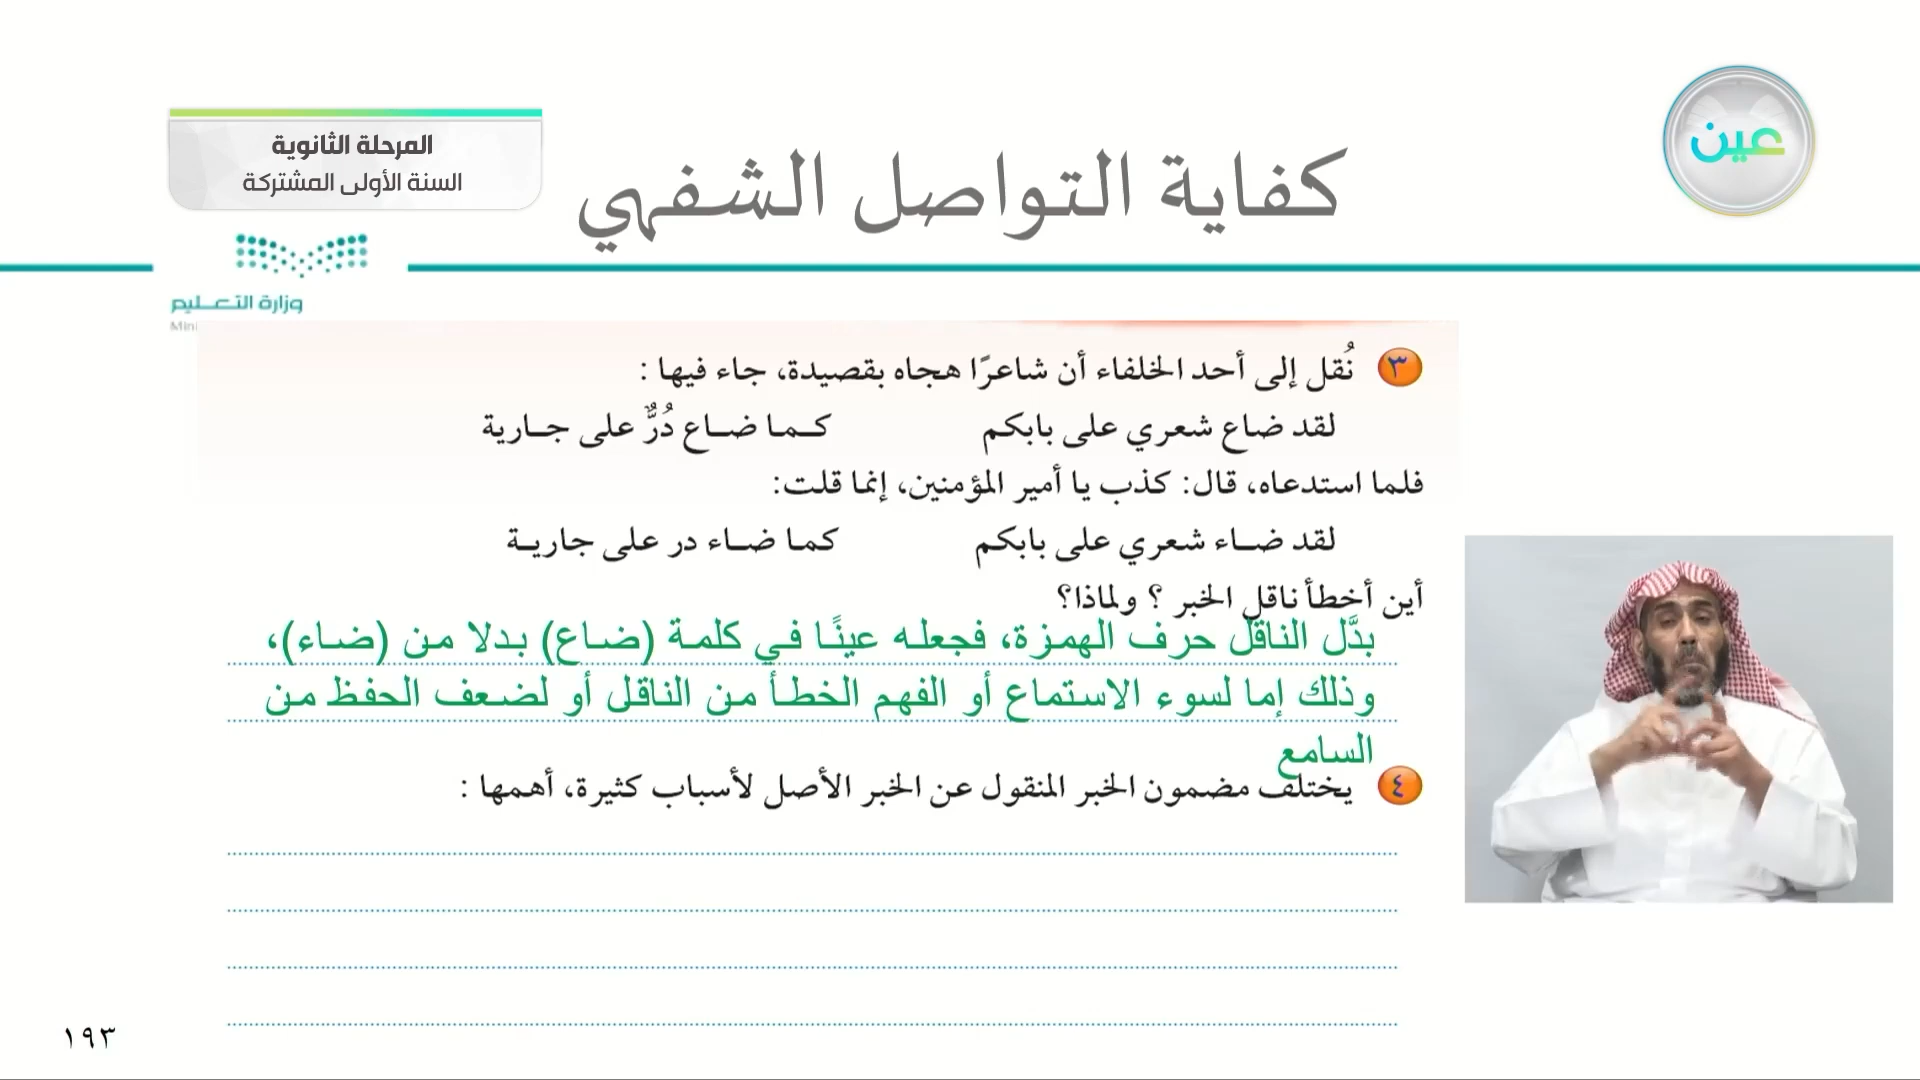 عين
المرحلة الثانوية
السنة الأولى المشتركة
كفاية التواصل الشفهي
وزارة التعليم
Mini
٣ نُقل إلى أحد الخلفاء أن شاعرًا هجاه بقصيدة، جاء فيها :
لقد ضاع شعري على بابكم كما ضاع دُرٌّ على جارية
فلما استدعاه، قال: كذب يا أمير المؤمنين، إنما قلت:
لقد ضاء شعري على بابكم كما ضاء در على جارية
أين أخطأ ناقل الخبر ؟ ولماذا؟
بدَّل الناقل حرف الهمزة، فجعله عينًا في كلمة (ضاع) بدلا من (ضاء)،
وذلك إما لسوء الاستماع أو الفهم الخطأ من الناقل أو لضعف الحفظ من
السامع
٤ يختلف مضمون الخبر المنقول عن الخبر الأصل لأسباب كثيرة، أهمها :
١٩٣